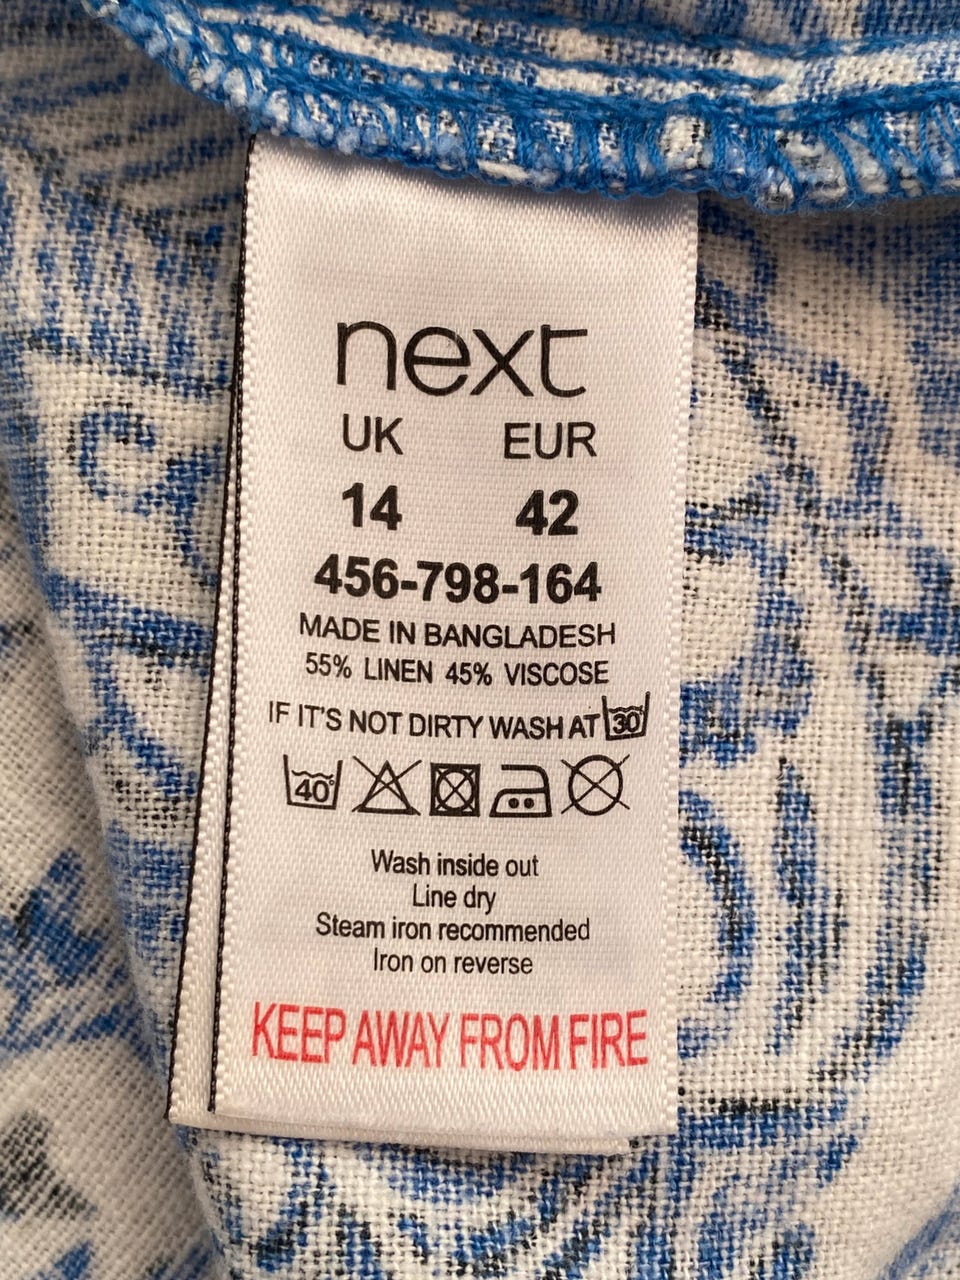 next
UK EUR
14 42
456-798-164
MADE IN BANGLADESH
55% LINEN 45% VISCOSE
IF IT'S NOT DIRTY WASH AT 30°
40°
Wash inside out
Line dry
Steam iron recommended
Iron on reverse
KEEP AWAY FROM FIRE